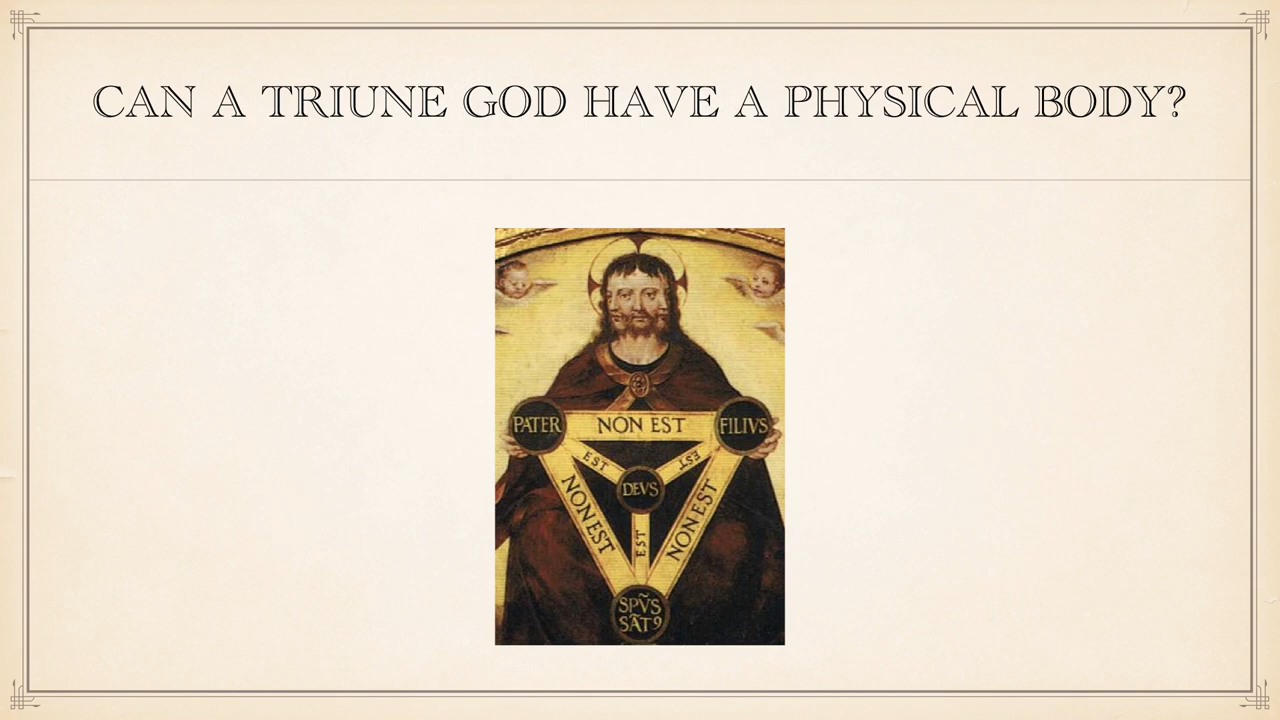 CAN A TRIUNE GOD HAVE A PHYSICAL BODY?
PATER
NON EST
FILIVS
EST
EST
DEVS
NON EST
NON EST
EST
SPṼS
SÃT9